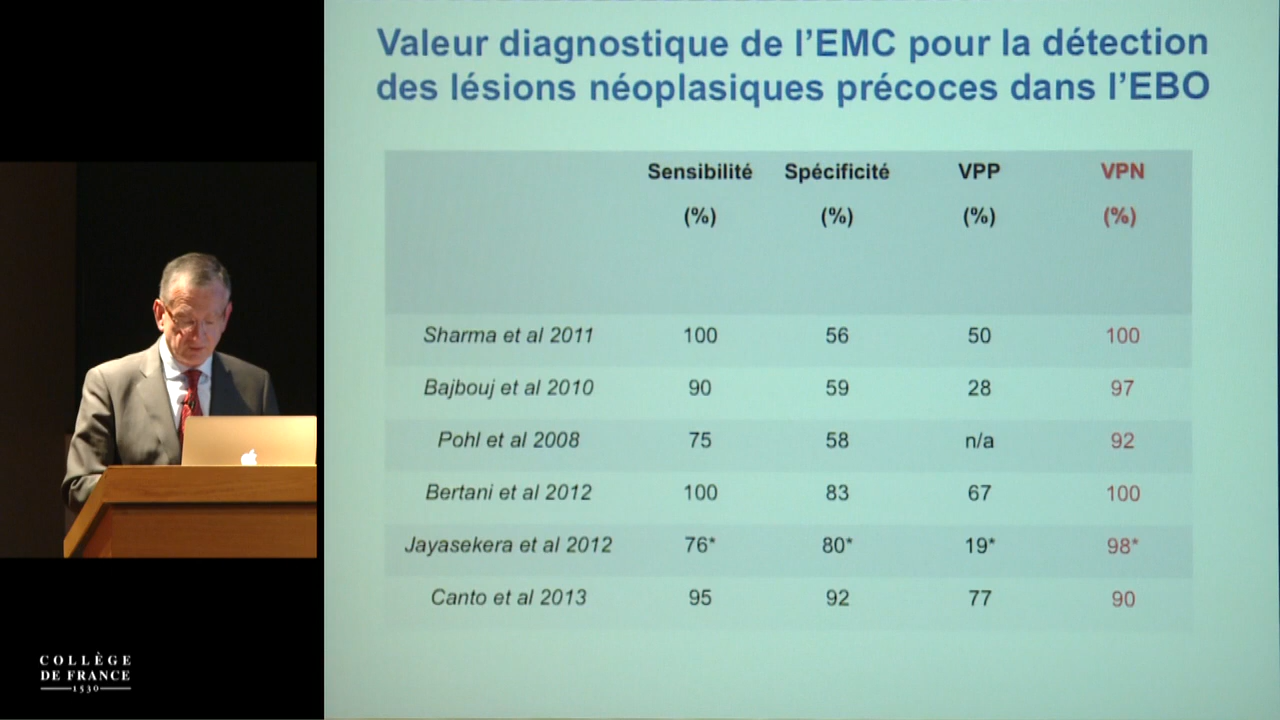 Valeur diagnostique de l’EMC pour la détection
des lésions néoplasiques précoces dans l’EBO
Sensibilité Spécificité VPP VPN
(%) (%) (%) (%)
Sharma et al 2011 100 56 50 100
Bajbouj et al 2010 90 59 28 97
Pohl et al 2008 75 58 n/a 92
Bertani et al 2012 100 83 67 100
Jayasekera et al 2012 76* 80* 19* 98*
Canto et al 2013 95 92 77 90
COLLÈGE
DE FRANCE
1530